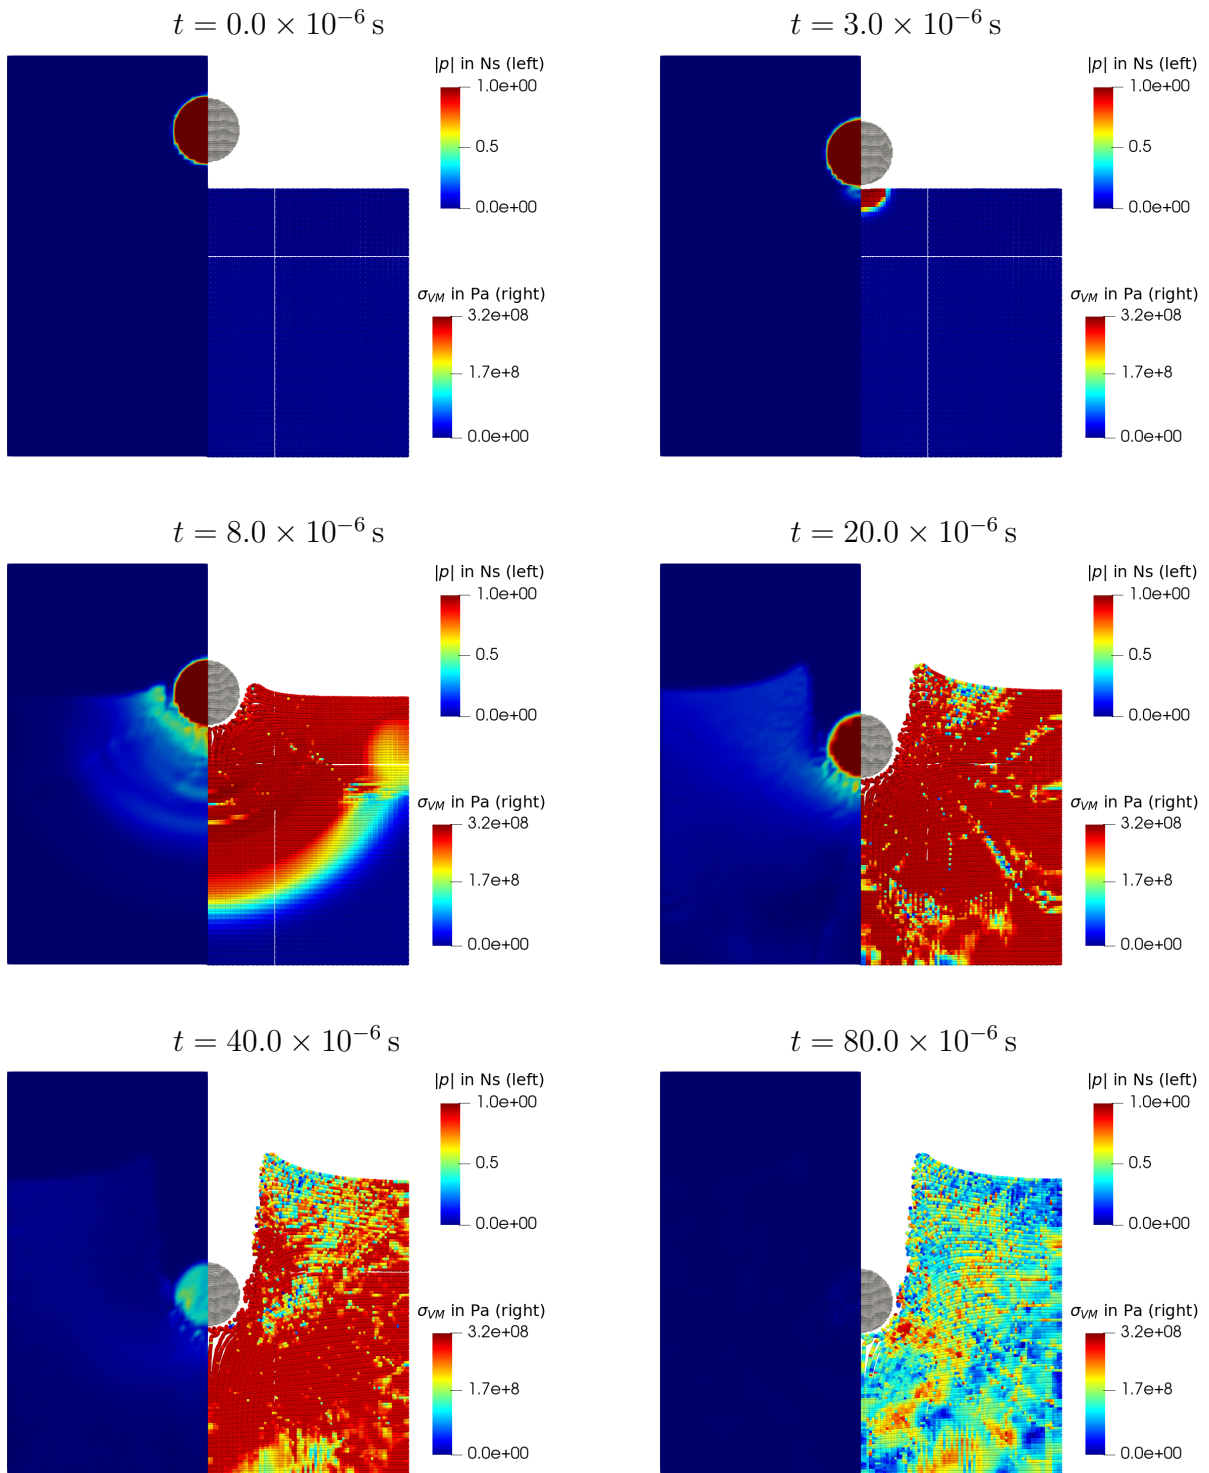 t = 0.0 × 10⁻⁶ s
|p| in Ns (left)
1.0e+00
0.5
0.0e+00
σ_VM in Pa (right)
3.2e+08
1.7e+8
0.0e+00
t = 3.0 × 10⁻⁶ s
|p| in Ns (left)
1.0e+00
0.5
0.0e+00
σ_VM in Pa (right)
3.2e+08
1.7e+8
0.0e+00
t = 8.0 × 10⁻⁶ s
|p| in Ns (left)
1.0e+00
0.5
0.0e+00
σ_VM in Pa (right)
3.2e+08
1.7e+8
0.0e+00
t = 20.0 × 10⁻⁶ s
|p| in Ns (left)
1.0e+00
0.5
0.0e+00
σ_VM in Pa (right)
3.2e+08
1.7e+8
0.0e+00
t = 40.0 × 10⁻⁶ s
|p| in Ns (left)
1.0e+00
0.5
0.0e+00
σ_VM in Pa (right)
3.2e+08
1.7e+8
0.0e+00
t = 80.0 × 10⁻⁶ s
|p| in Ns (left)
1.0e+00
0.5
0.0e+00
σ_VM in Pa (right)
3.2e+08
1.7e+8
0.0e+00